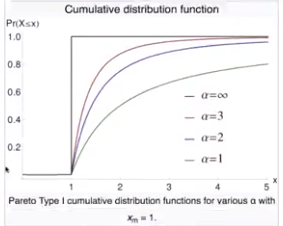 Cumulative distribution function
Pr(X≤x)
1.0
0.8
0.6
0.4
0.2
α=∞
α=3
α=2
α=1
1 2 3 4 5 x
Pareto Type I cumulative distribution functions for various α with
xₘ = 1.